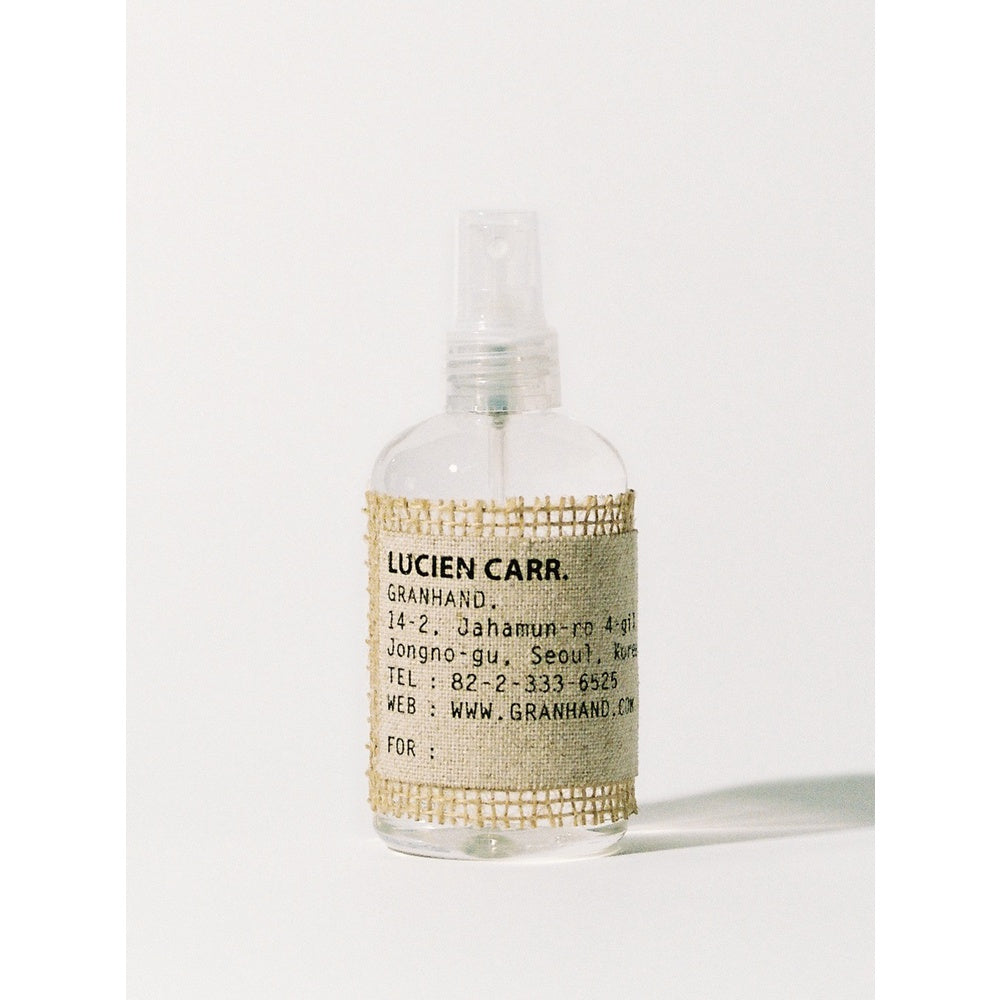 LUCIEN CARR.
GRANHAND.
14-2, Jahamun-ro 4-gil
Jongno-gu, Seoul, Kore
TEL : 82-2-333-6525
WEB : WWW.GRANHAND.COM
FOR :